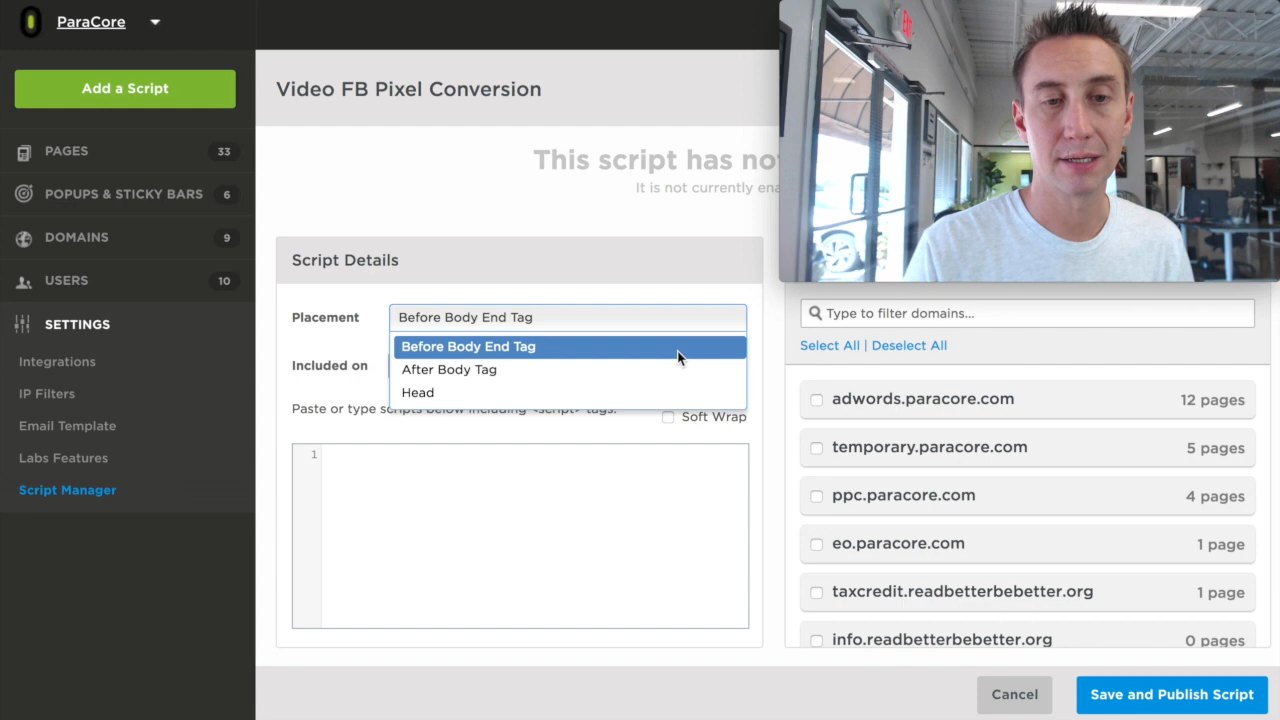 ParaCore
Add a Script
PAGES 33
POPUPS & STICKY BARS 6
DOMAINS 9
USERS 10
SETTINGS
Integrations
IP Filters
Email Template
Labs Features
Script Manager
Video FB Pixel Conversion
This script has no
It is not currently ena
Script Details
Placement Before Body End Tag
Before Body End Tag
After Body Tag
Head
Included on
Paste or type scripts below including <script> tags.
Soft Wrap
1
Type to filter domains...
Select All | Deselect All
adwords.paracore.com 12 pages
temporary.paracore.com 5 pages
ppc.paracore.com 4 pages
eo.paracore.com 1 page
taxcredit.readbetterbebetter.org 1 page
info.readbetterbebetter.org 0 pages
Cancel
Save and Publish Script